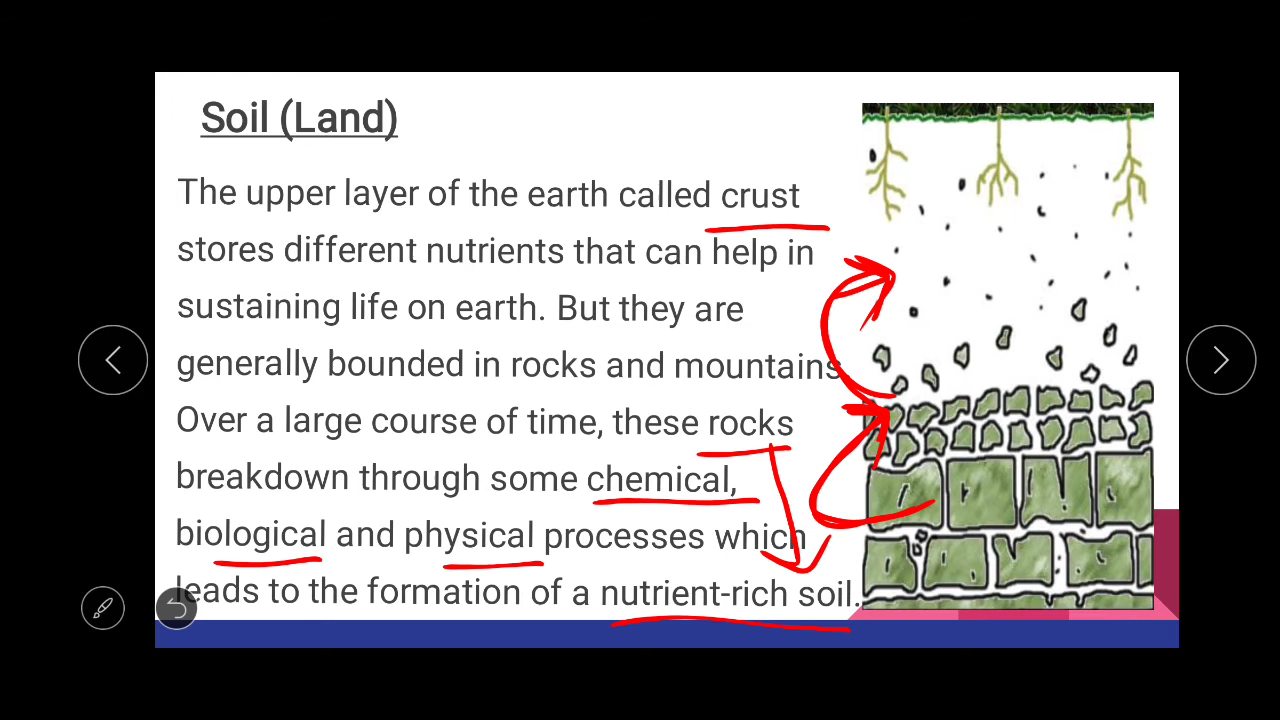 Soil (Land)
The upper layer of the earth called crust
stores different nutrients that can help in
sustaining life on earth. But they are
generally bounded in rocks and mountains
Over a large course of time, these rocks
breakdown through some chemical,
biological and physical processes which
leads to the formation of a nutrient-rich soil.